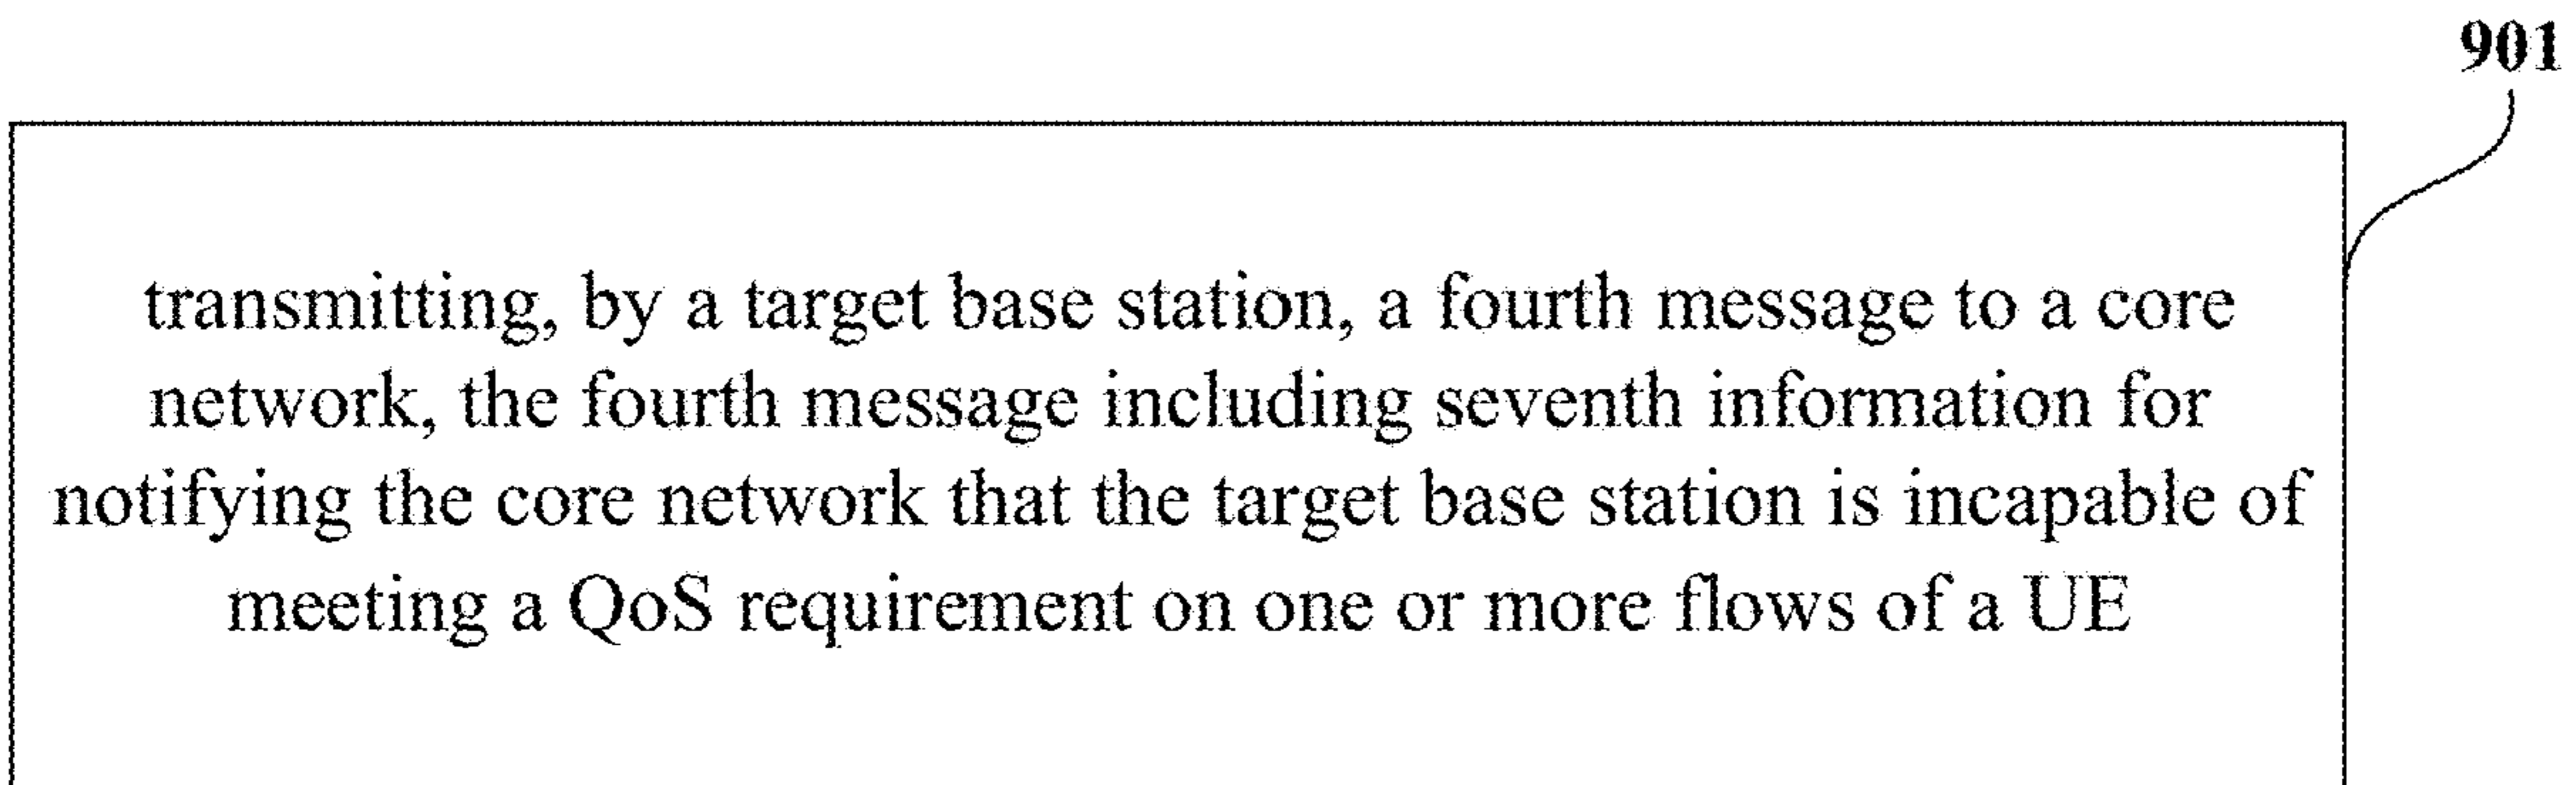 901
transmitting, by a target base station, a fourth message to a core
network, the fourth message including seventh information for
notifying the core network that the target base station is incapable of
meeting a QoS requirement on one or more flows of a UE